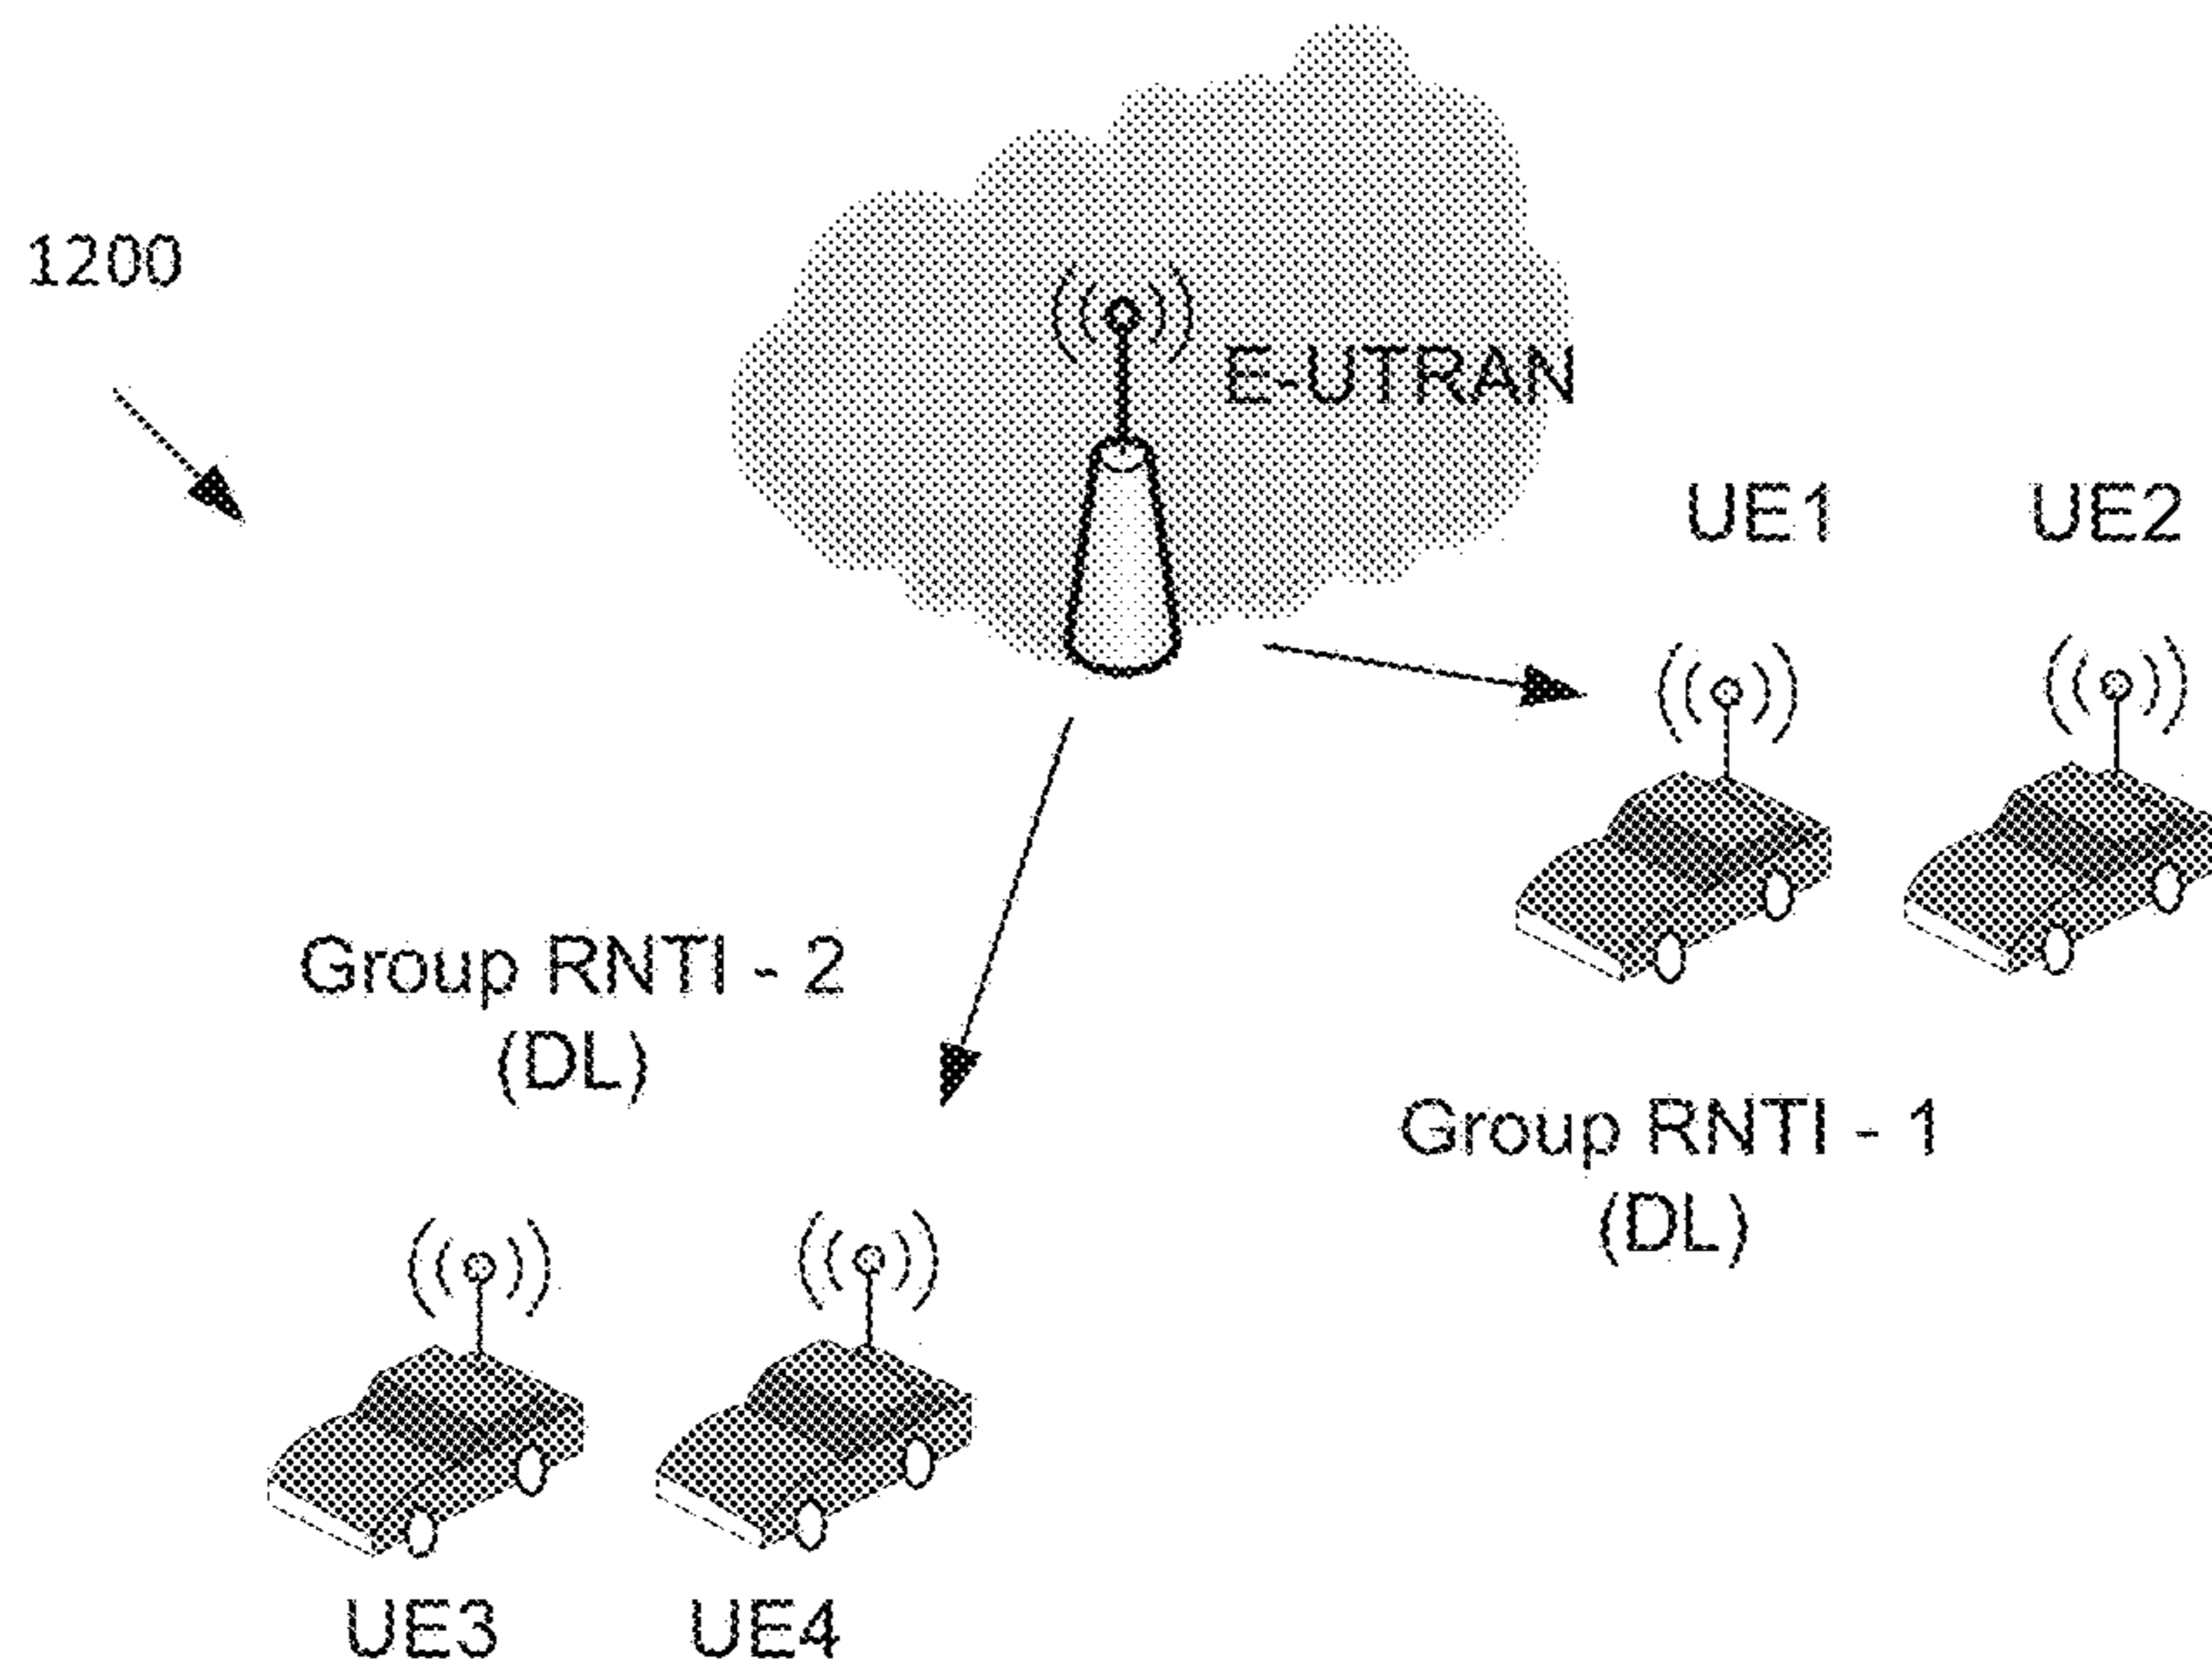 1200
E-UTRAN
UE1
UE2
Group RNTI - 2
(DL)
Group RNTI - 1
(DL)
UE3
UE4